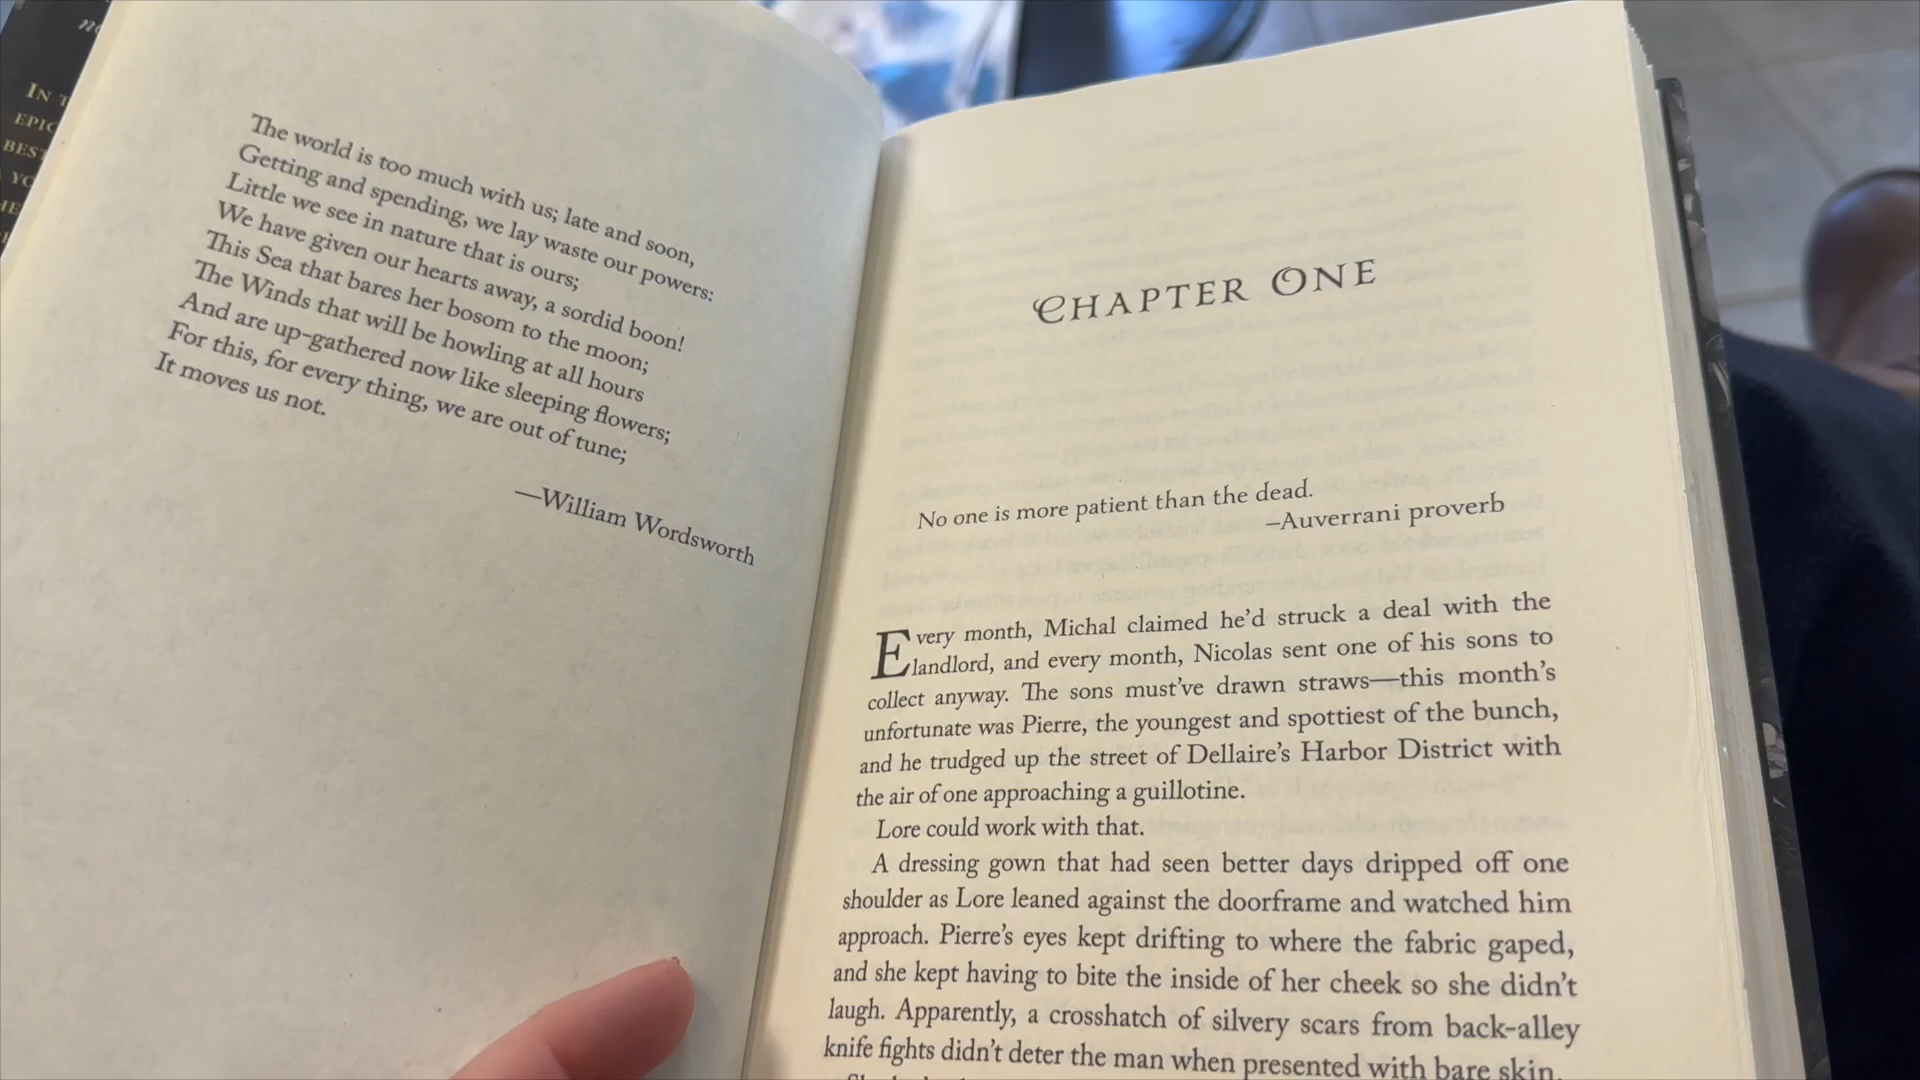 IN
EPIC
BEST
The world is too much with us; late and soon,
Getting and spending, we lay waste our powers:
Little we see in nature that is ours;
We have given our hearts away, a sordid boon!
This Sea that bares her bosom to the moon;
The Winds that will be howling at all hours
And are up-gathered now like sleeping flowers;
For this, for every thing, we are out of tune;
It moves us not.
—William Wordsworth
CHAPTER ONE
No one is more patient than the dead.
–Auverrani proverb
Every month, Michal claimed he’d struck a deal with the
landlord, and every month, Nicolas sent one of his sons to
collect anyway. The sons must’ve drawn straws—this month’s
unfortunate was Pierre, the youngest and spottiest of the bunch,
and he trudged up the street of Dellaire’s Harbor District with
the air of one approaching a guillotine.
Lore could work with that.
A dressing gown that had seen better days dripped off one
shoulder as Lore leaned against the doorframe and watched him
approach. Pierre’s eyes kept drifting to where the fabric gaped,
and she kept having to bite the inside of her cheek so she didn’t
laugh. Apparently, a crosshatch of silvery scars from back-alley
knife fights didn’t deter the man when presented with bare skin.